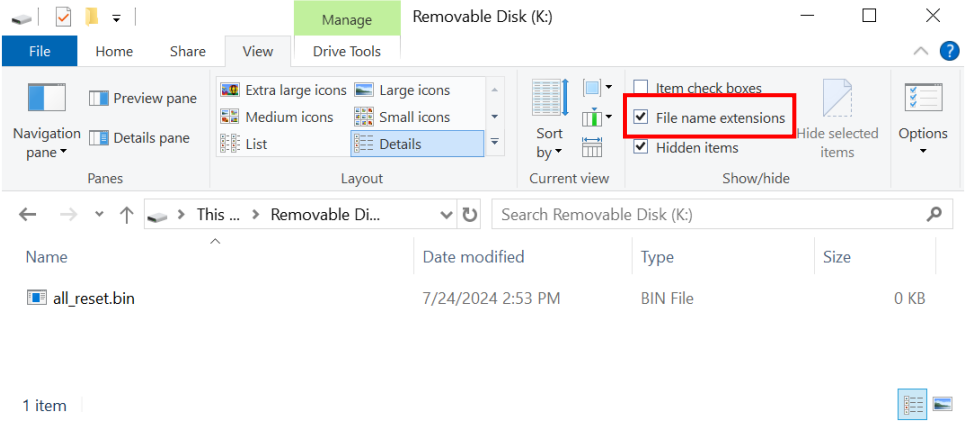 Manage
Removable Disk (K:)
File
Home
Share
View
Drive Tools
Navigation pane
Preview pane
Details pane
Panes
Extra large icons
Large icons
Medium icons
Small icons
List
Details
Layout
Sort by
Current view
Item check boxes
File name extensions
Hidden items
Hide selected items
Show/hide
Options
This ...
Removable Di...
Search Removable Disk (K:)
Name
Date modified
Type
Size
all_reset.bin
7/24/2024 2:53 PM
BIN File
0 KB
1 item